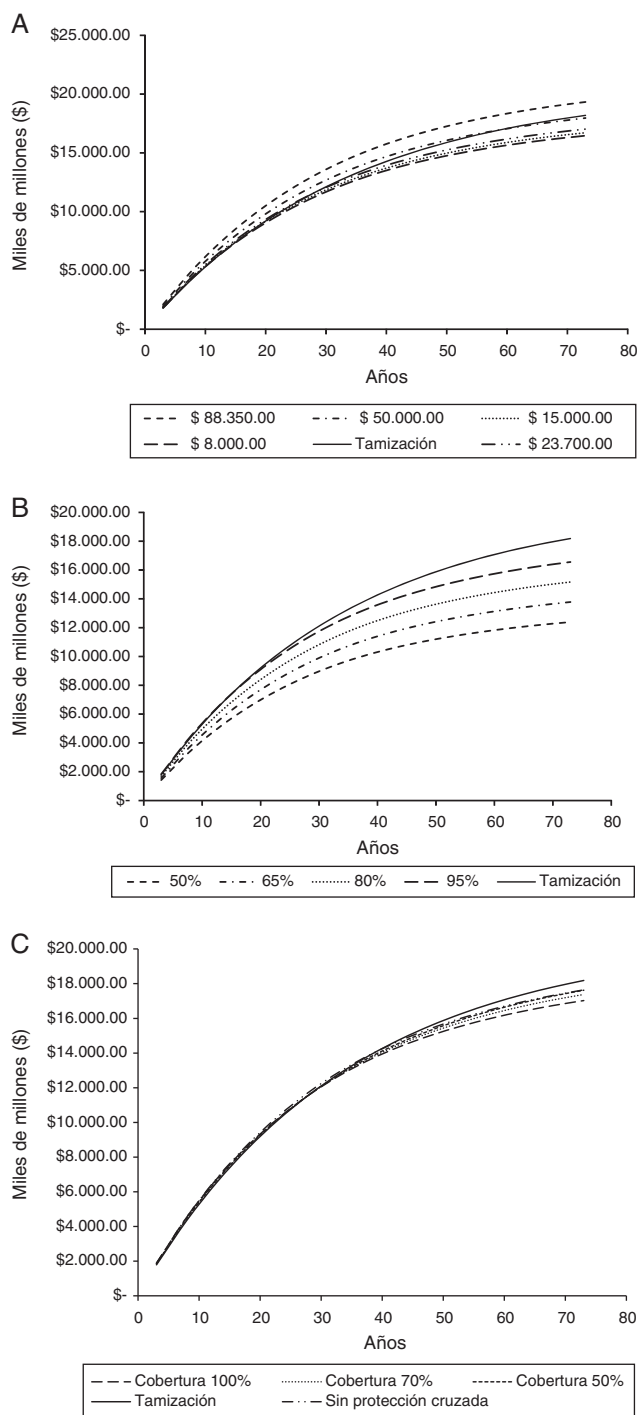 A
Miles de millones ($)
$25.000.00
$20.000.00
$15.000.00
$10.000.00
$5.000.00
$-
0 10 20 30 40 50 60 70 80
Años
$ 88.350.00 $ 50.000.00 $ 15.000.00
$ 8.000.00 Tamización $ 23.700.00
B
Miles de millones ($)
$20.000.00
$18.000.00
$16.000.00
$14.000.00
$12.000.00
$10.000.00
$8.000.00
$6.000.00
$4.000.00
$2.000.00
$-
0 10 20 30 40 50 60 70 80
Años
50% 65% 80% 95% Tamización
C
Miles de millones ($)
$20.000.00
$18.000.00
$16.000.00
$14.000.00
$12.000.00
$10.000.00
$8.000.00
$6.000.00
$4.000.00
$2.000.00
$-
0 10 20 30 40 50 60 70 80
Años
Cobertura 100% Cobertura 70% Cobertura 50%
Tamización Sin protección cruzada